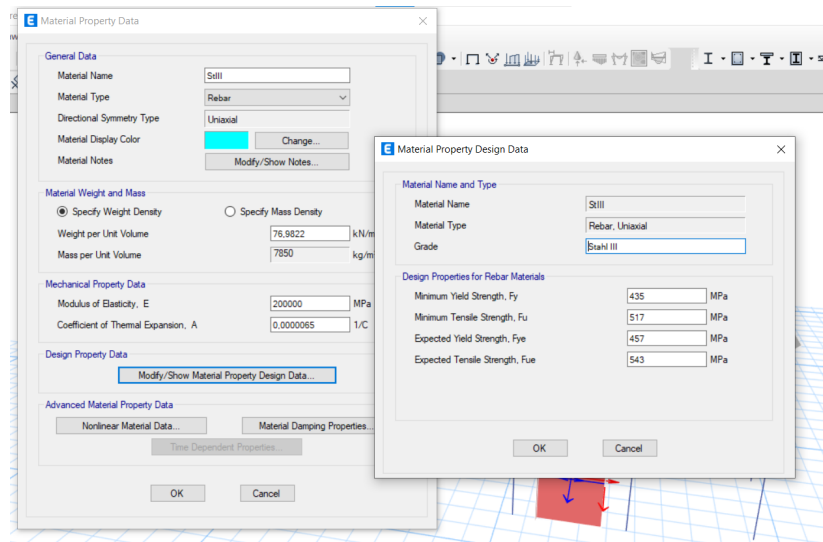 E Material Property Data
General Data
Material Name StIII
Material Type Rebar
Directional Symmetry Type Uniaxial
Material Display Color Change...
Material Notes Modify/Show Notes...
Material Weight and Mass
Specify Weight Density Specify Mass Density
Weight per Unit Volume 76,9822 kN/m
Mass per Unit Volume 7850 kg/m
Mechanical Property Data
Modulus of Elasticity, E 200000 MPa
Coefficient of Thermal Expansion, A 0,0000065 1/C
Design Property Data
Modify/Show Material Property Design Data...
Advanced Material Property Data
Nonlinear Material Data... Material Damping Properties...
Time Dependent Properties...
OK Cancel
E Material Property Design Data
Material Name and Type
Material Name StIII
Material Type Rebar, Uniaxial
Grade Stahl III
Design Properties for Rebar Materials
Minimum Yield Strength, Fy 435 MPa
Minimum Tensile Strength, Fu 517 MPa
Expected Yield Strength, Fye 457 MPa
Expected Tensile Strength, Fue 543 MPa
OK Cancel